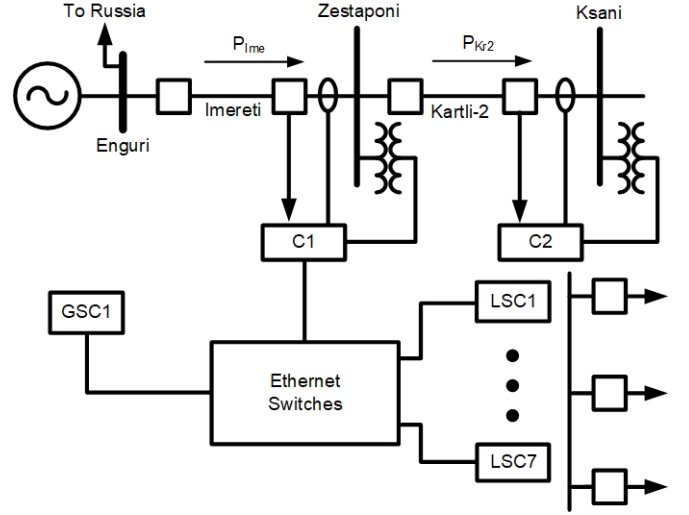 To Russia
Zestaponi
Ksani
P_Ime
P_Kr2
Imereti
Kartli-2
Enguri
C1
C2
GSC1
LSC1
Ethernet
Switches
LSC7